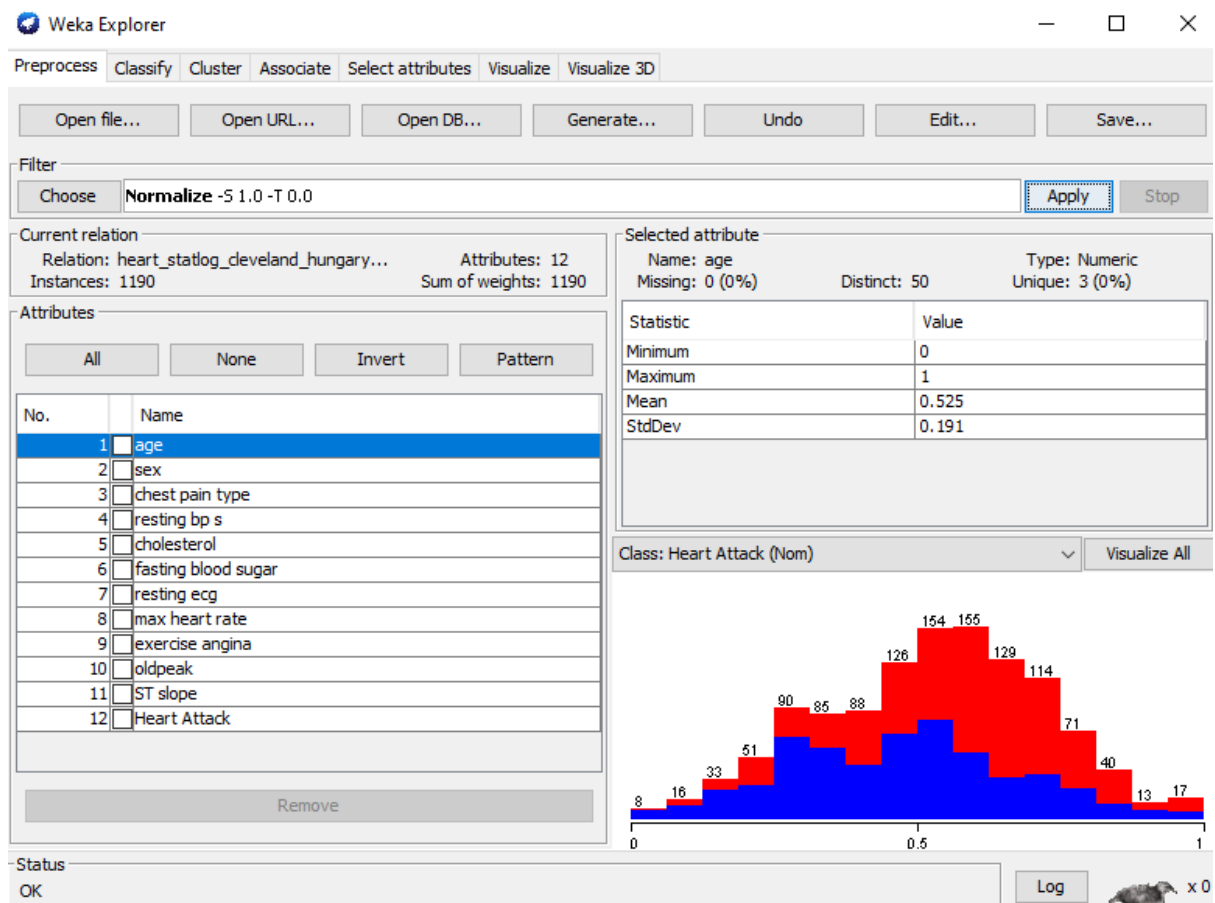 Weka Explorer
Preprocess Classify Cluster Associate Select attributes Visualize Visualize 3D
Open file... Open URL... Open DB... Generate... Undo Edit... Save...
Filter
Choose Normalize -S 1.0 -T 0.0 Apply Stop
Current relation
Relation: heart_statlog_cleveland_hungary... Attributes: 12
Instances: 1190 Sum of weights: 1190
Attributes
All None Invert Pattern
No. Name
1 age
2 sex
3 chest pain type
4 resting bp s
5 cholesterol
6 fasting blood sugar
7 resting ecg
8 max heart rate
9 exercise angina
10 oldpeak
11 ST slope
12 Heart Attack
Remove
Selected attribute
Name: age Type: Numeric
Missing: 0 (0%) Distinct: 50 Unique: 3 (0%)
Statistic Value
Minimum 0
Maximum 1
Mean 0.525
StdDev 0.191
Class: Heart Attack (Nom) Visualize All
8 16 33 51 90 85 88 126 154 155 129 114 71 40 13 17
0 0.5 1
Status
OK Log x 0